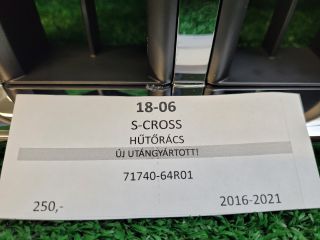 18-06
S-CROSS
HŰTŐRÁCS
ÚJ UTÁNGYÁRTOTT!
71740-64R01
250,- 2016-2021